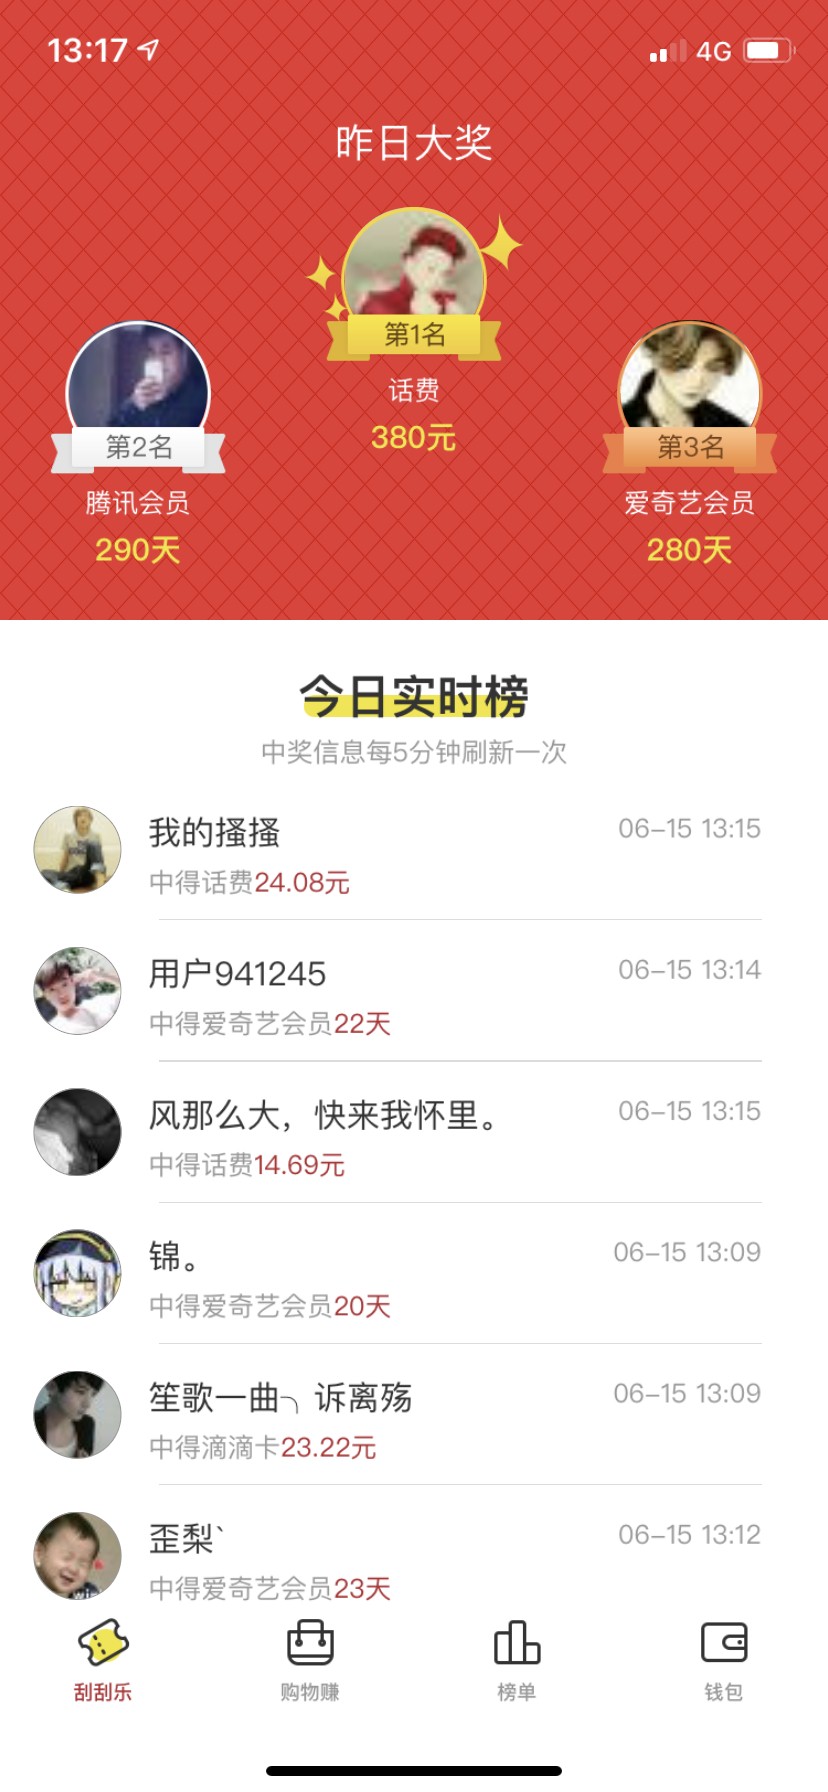 13:17 4G
昨日大奖
第1名
话费
380元
第2名
腾讯会员
290天
第3名
爱奇艺会员
280天
今日实时榜
中奖信息每5分钟刷新一次
我的搔搔 06-15 13:15
中得话费24.08元
用户941245 06-15 13:14
中得爱奇艺会员22天
风那么大，快来我怀里。 06-15 13:15
中得话费14.69元
锦。 06-15 13:09
中得爱奇艺会员20天
笙歌一曲╮诉离殇 06-15 13:09
中得滴滴卡23.22元
歪梨` 06-15 13:12
中得爱奇艺会员23天
刮刮乐 购物赚 榜单 钱包